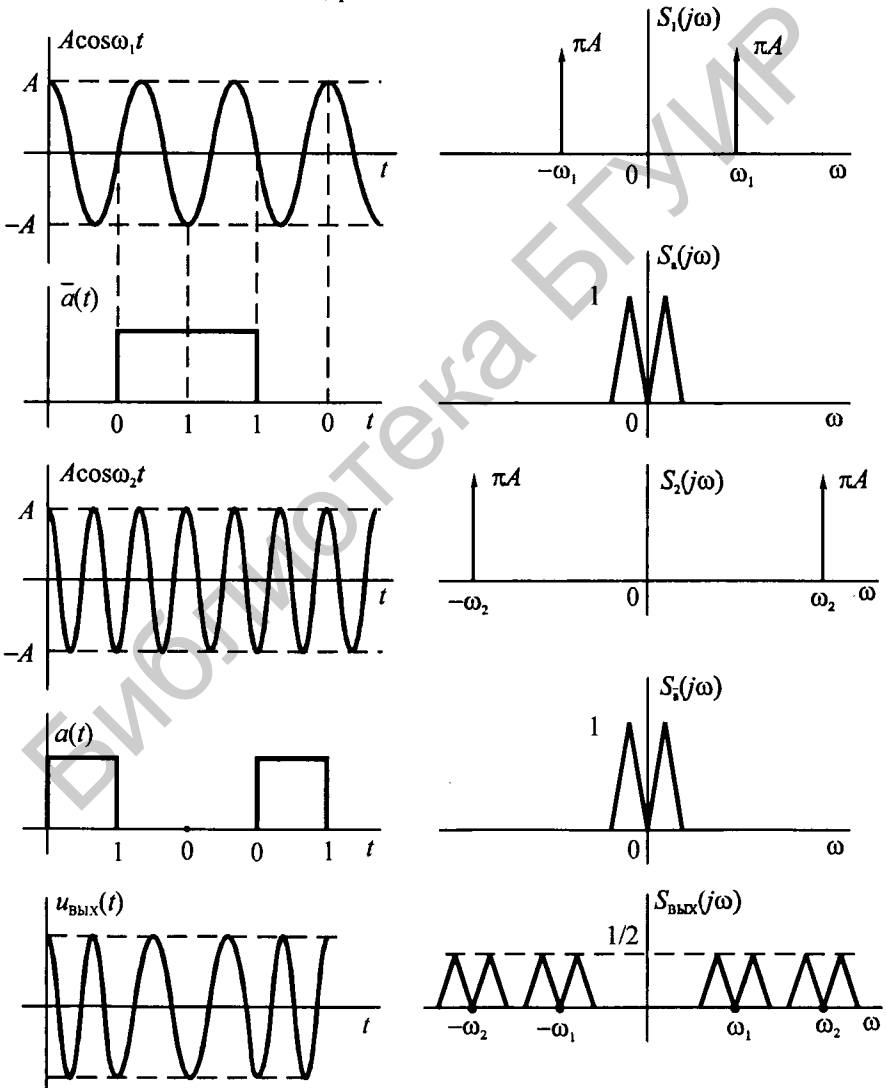 Acosω₁t
A
−A
t
S₁(jω)
πA
πA
−ω₁
0
ω₁
ω
a̅(t)
0
1
1
0
t
Sₐ(jω)
1
0
ω
Acosω₂t
A
−A
t
S₂(jω)
πA
πA
−ω₂
0
ω₂
ω
a(t)
1
0
0
1
t
Sₐ̅(jω)
1
0
ω
uвых(t)
t
Sвых(jω)
1/2
−ω₂
−ω₁
ω₁
ω₂
ω
Библиотека БГУИР